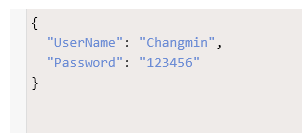 {
"UserName": "Changmin",
"Password": "123456"
}